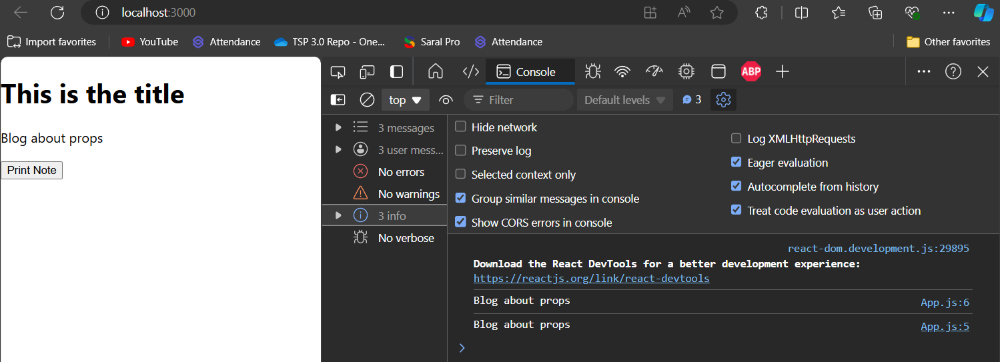 localhost:3000
Import favorites
YouTube
Attendance
TSP 3.0 Repo - One...
Saral Pro
Attendance
Other favorites
This is the title
Blog about props
Print Note
Console
ABP
top
Filter
Default levels
3
3 messages
3 user mess...
No errors
No warnings
3 info
No verbose
Hide network
Preserve log
Selected context only
Group similar messages in console
Show CORS errors in console
Log XMLHttpRequests
Eager evaluation
Autocomplete from history
Treat code evaluation as user action
react-dom.development.js:29895
Download the React DevTools for a better development experience:
https://reactjs.org/link/react-devtools
Blog about props App.js:6
Blog about props App.js:5